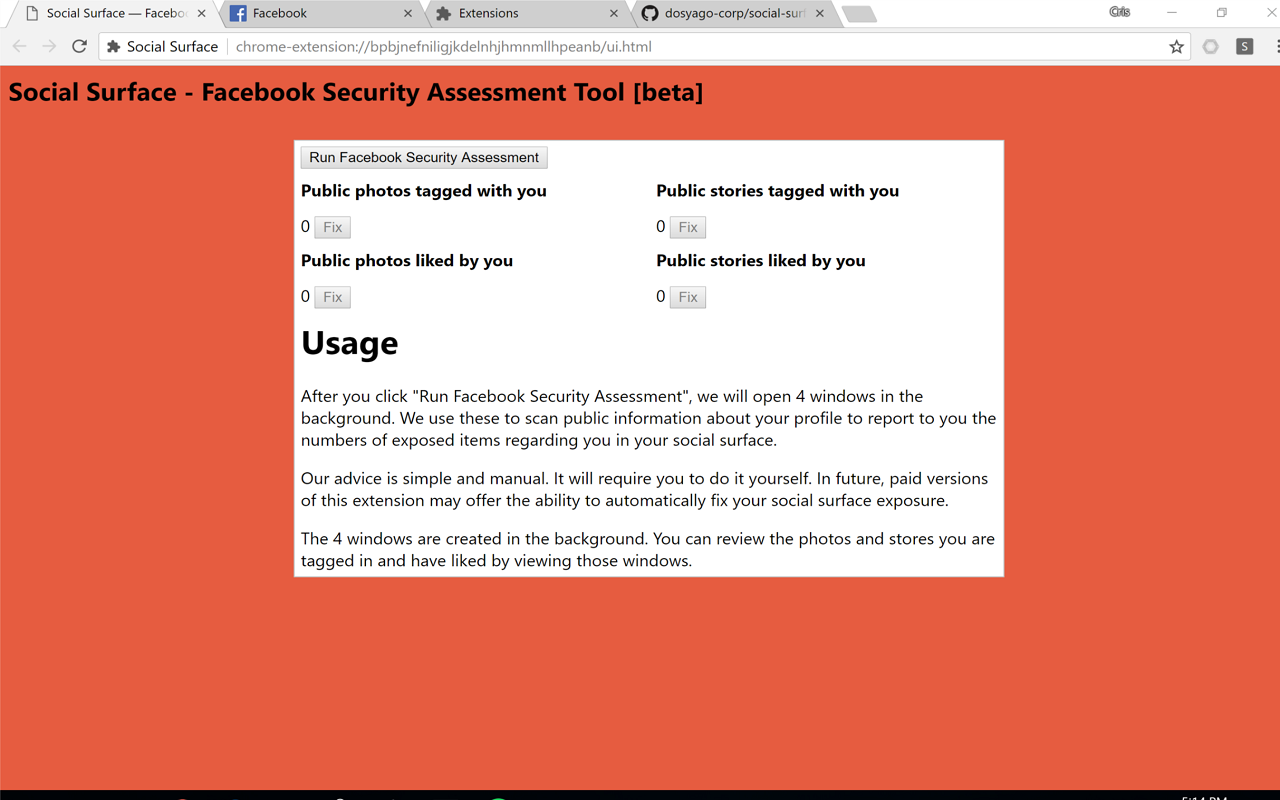 Social Surface — Facebo
Facebook
Extensions
dosyago-corp/social-surf
Cris
Social Surface
chrome-extension://bpbjnefniligjkdelnhjhmnmllhpeanb/ui.html
S
Social Surface - Facebook Security Assessment Tool [beta]
Run Facebook Security Assessment
Public photos tagged with you
Public stories tagged with you
0 Fix
0 Fix
Public photos liked by you
Public stories liked by you
0 Fix
0 Fix
Usage
After you click "Run Facebook Security Assessment", we will open 4 windows in the
background. We use these to scan public information about your profile to report to you the
numbers of exposed items regarding you in your social surface.
Our advice is simple and manual. It will require you to do it yourself. In future, paid versions
of this extension may offer the ability to automatically fix your social surface exposure.
The 4 windows are created in the background. You can review the photos and stores you are
tagged in and have liked by viewing those windows.
5:14 PM